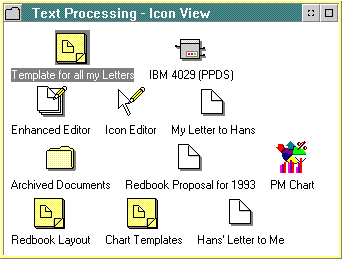 Text Processing - Icon View
Template for all my Letters IBM 4029 (PPDS)
Enhanced Editor Icon Editor My Letter to Hans
Archived Documents Redbook Proposal for 1993 PM Chart
Redbook Layout Chart Templates Hans' Letter to Me